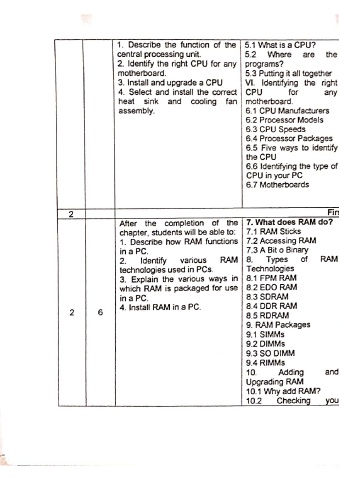 1. Describe the function of the
central processing unit.
2. Identify the right CPU for any
motherboard.
3. Install and upgrade a CPU
4. Select and install the correct
heat sink and cooling fan
assembly.
5.1 What is a CPU?
5.2 Where are the
programs?
5.3 Putting it all together
VI. Identifying the right
CPU for any
motherboard.
6.1 CPU Manufacturers
6.2 Processor Models
6.3 CPU Speeds
6.4 Processor Packages
6.5 Five ways to identify
the CPU
6.6 Identifying the type of
CPU in your PC
6.7 Motherboards
2
Fin
2
6
After the completion of the
chapter, students will be able to:
1. Describe how RAM functions
in a PC.
2. Identify various RAM
technologies used in PCs.
3. Explain the various ways in
which RAM is packaged for use
in a PC.
4. Install RAM in a PC.
7. What does RAM do?
7.1 RAM Sticks
7.2 Accessing RAM
7.3 A Bit o Binary
8. Types of RAM
Technologies
8.1 FPM RAM
8.2 EDO RAM
8.3 SDRAM
8.4 DDR RAM
8.5 RDRAM
9. RAM Packages
9.1 SIMMs
9.2 DIMMs
9.3 SO DIMM
9.4 RIMMs
10. Adding and
Upgrading RAM
10.1 Why add RAM?
10.2 Checking you